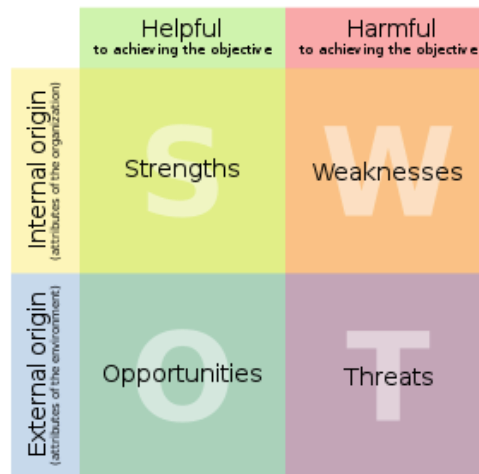 Helpful
to achieving the objective
Harmful
to achieving the objective
Internal origin
(attributes of the organization)
S
Strengths
W
Weaknesses
External origin
(attributes of the environment)
O
Opportunities
T
Threats